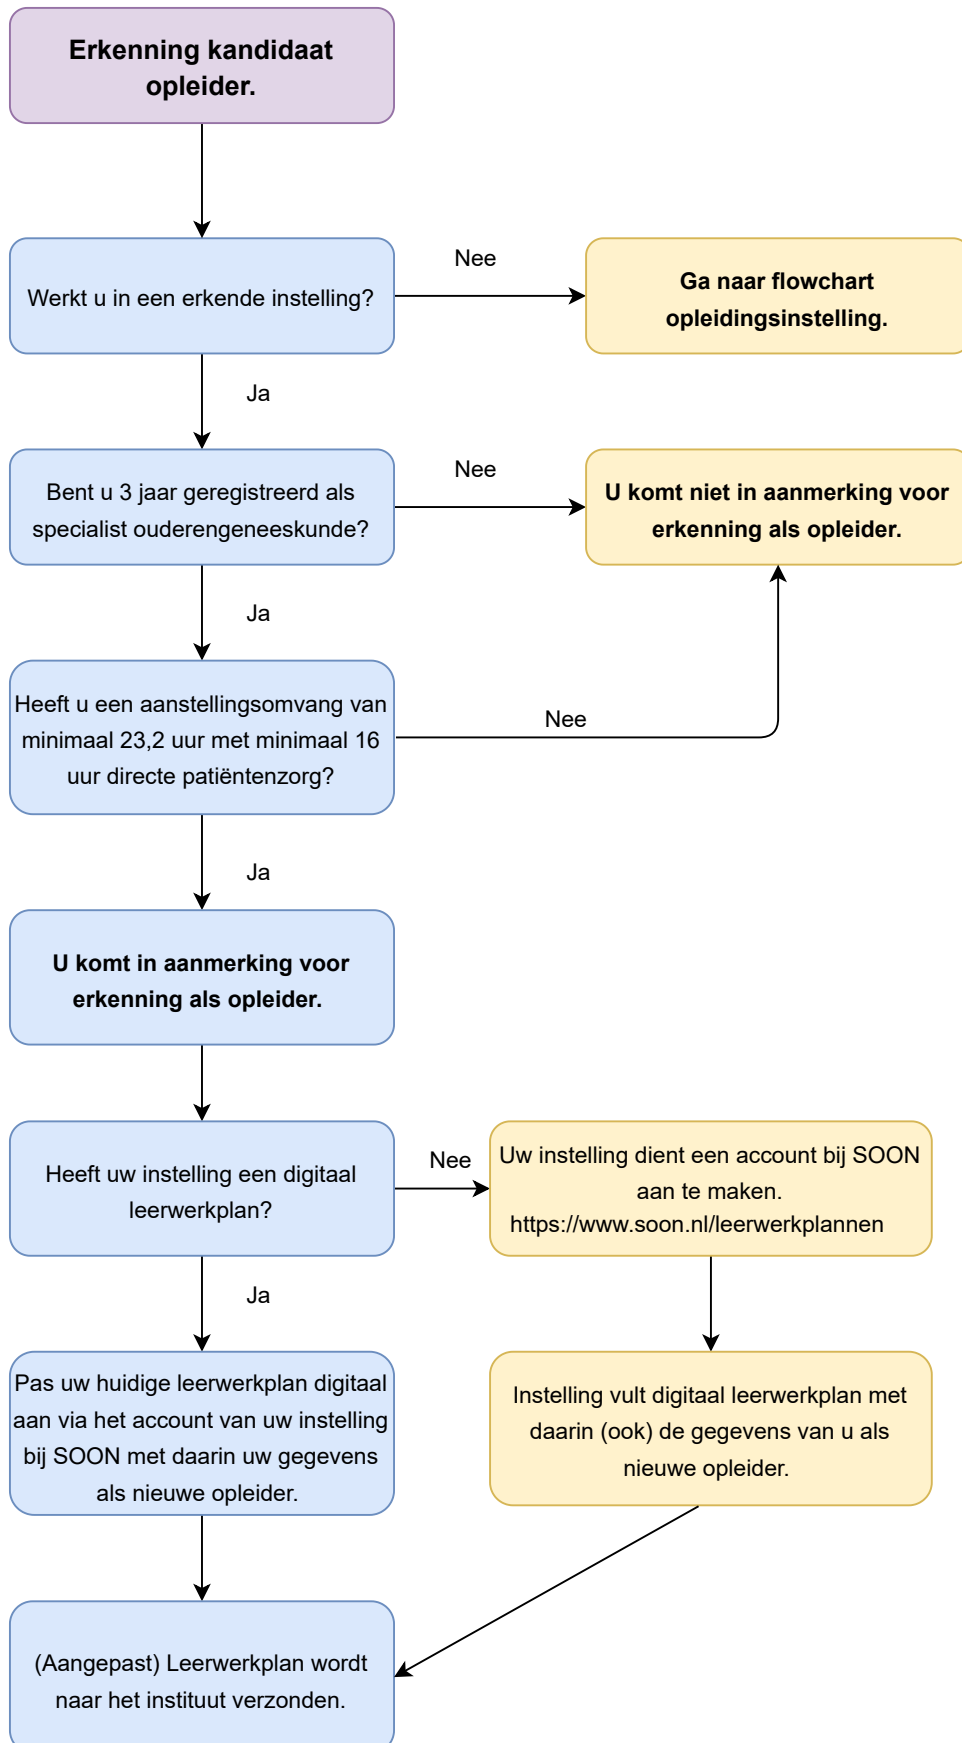 Erkenning kandidaat
opleider.
Werkt u in een erkende instelling?
Nee
Ga naar flowchart
opleidingsinstelling.
Ja
Bent u 3 jaar geregistreerd als
specialist ouderengeneeskunde?
Nee
U komt niet in aanmerking voor
erkenning als opleider.
Ja
Heeft u een aanstellingsomvang van
minimaal 23,2 uur met minimaal 16
uur directe patiëntenzorg?
Nee
Ja
U komt in aanmerking voor
erkenning als opleider.
Heeft uw instelling een digitaal
leerwerkplan?
Nee
Uw instelling dient een account bij SOON
aan te maken.
https://www.soon.nl/leerwerkplannen
Ja
Pas uw huidige leerwerkplan digitaal
aan via het account van uw instelling
bij SOON met daarin uw gegevens
als nieuwe opleider.
Instelling vult digitaal leerwerkplan met
daarin (ook) de gegevens van u als
nieuwe opleider.
(Aangepast) Leerwerkplan wordt
naar het instituut verzonden.